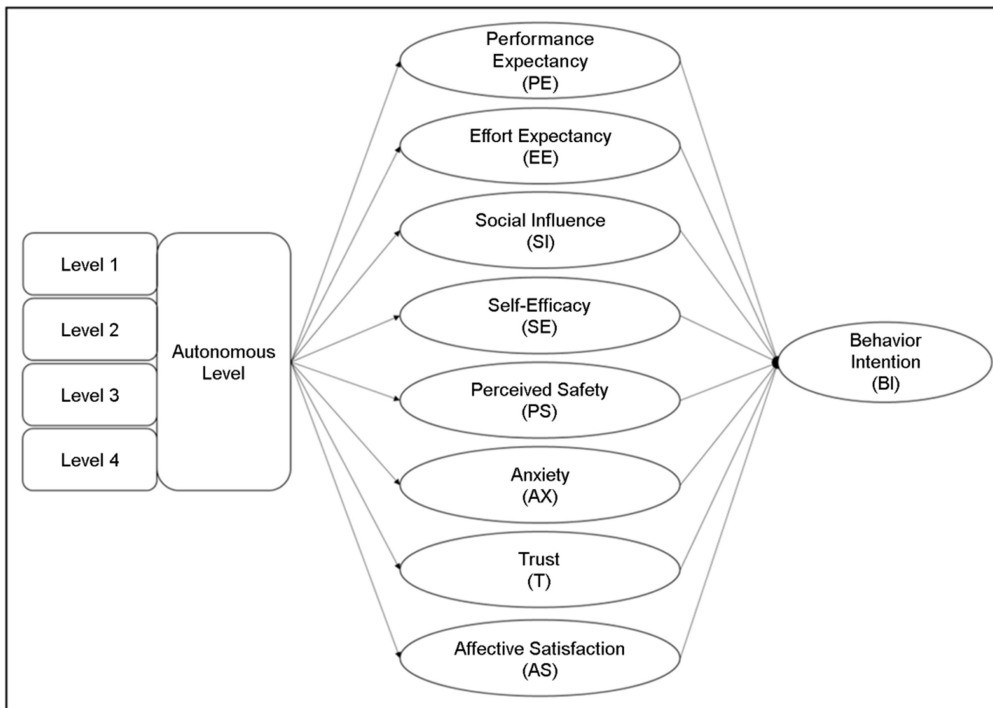 Level 1
Level 2
Level 3
Level 4
Autonomous
Level
Performance
Expectancy
(PE)
Effort Expectancy
(EE)
Social Influence
(SI)
Self-Efficacy
(SE)
Perceived Safety
(PS)
Anxiety
(AX)
Trust
(T)
Affective Satisfaction
(AS)
Behavior
Intention
(BI)